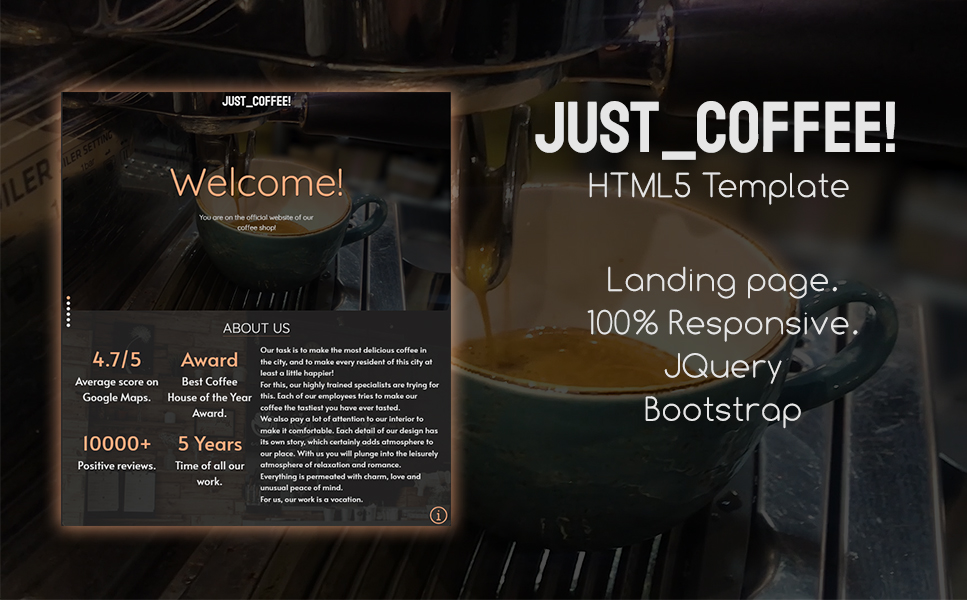 JUST_COFFEE!
Welcome!
You are on the official website of our
coffee shop!
ABOUT US
4.7/5
Average score on
Google Maps.
Award
Best Coffee
House of the Year
Award.
10000+
Positive reviews.
5 Years
Time of all our
work.
Our task is to make the most delicious coffee in
the city, and to make every resident of this city at
least a little happier!
For this, our highly trained specialists are trying for
this. Each of our employees tries to make our
coffee the tastiest you have ever tasted.
We also pay a lot of attention to our interior to
make it comfortable. Each detail of our design has
its own story, which certainly adds atmosphere to
our place. With us you will plunge into the leisurely
atmosphere of relaxation and romance.
Everything is permeated with charm, love and
unusual peace of mind.
For us, our work is a vocation.
JUST_COFFEE!
HTML5 Template
Landing page.
100% Responsive.
JQuery
Bootstrap